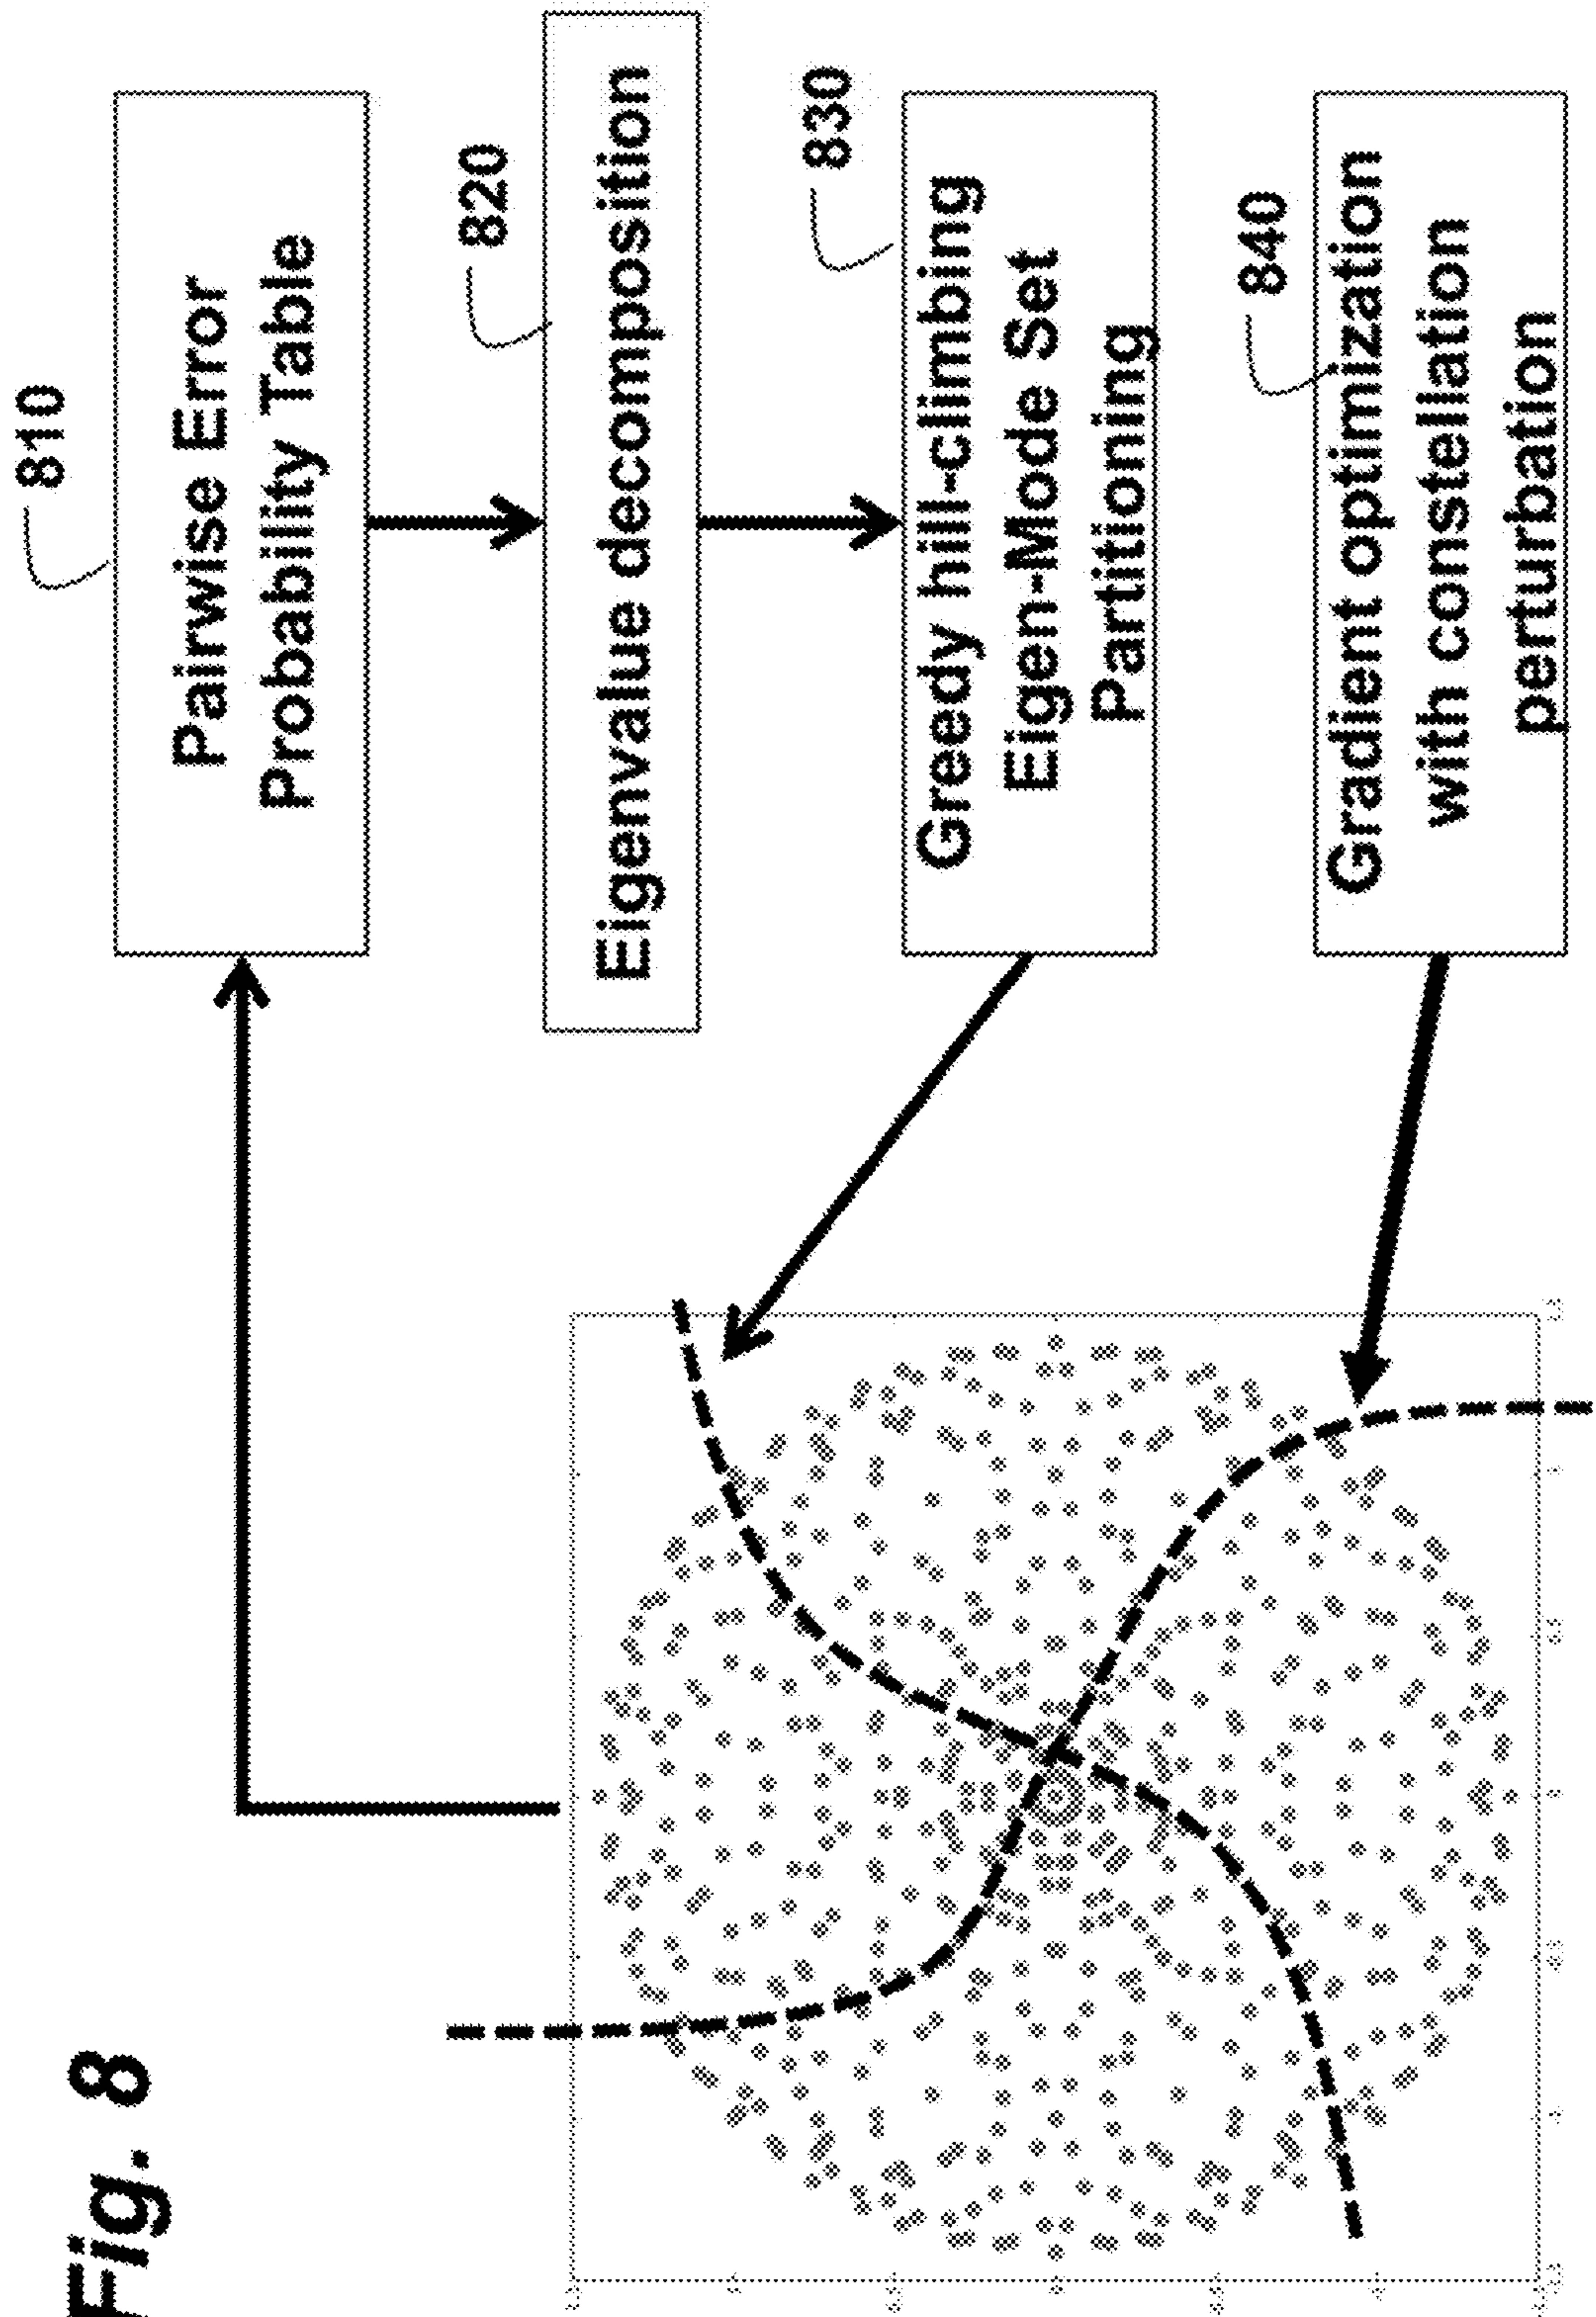 Fig. 8
810
Pairwise Error
Probability Table
820
Eigenvalue decomposition
830
Greedy hill-climbing
Eigen-Mode Set
Partitioning
840
Gradient optimization
with constellation
perturbation